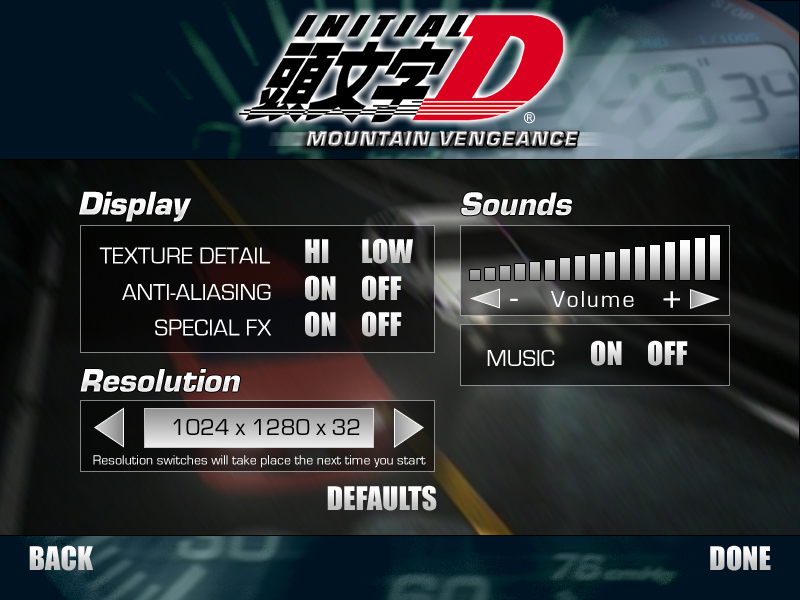 INITIAL
頭文字D
®
MOUNTAIN VENGEANCE
Display
TEXTURE DETAIL HI LOW
ANTI-ALIASING ON OFF
SPECIAL FX ON OFF
Resolution
1024 x 1280 x 32
Resolution switches will take place the next time you start
DEFAULTS
Sounds
- Volume +
MUSIC ON OFF
BACK
DONE